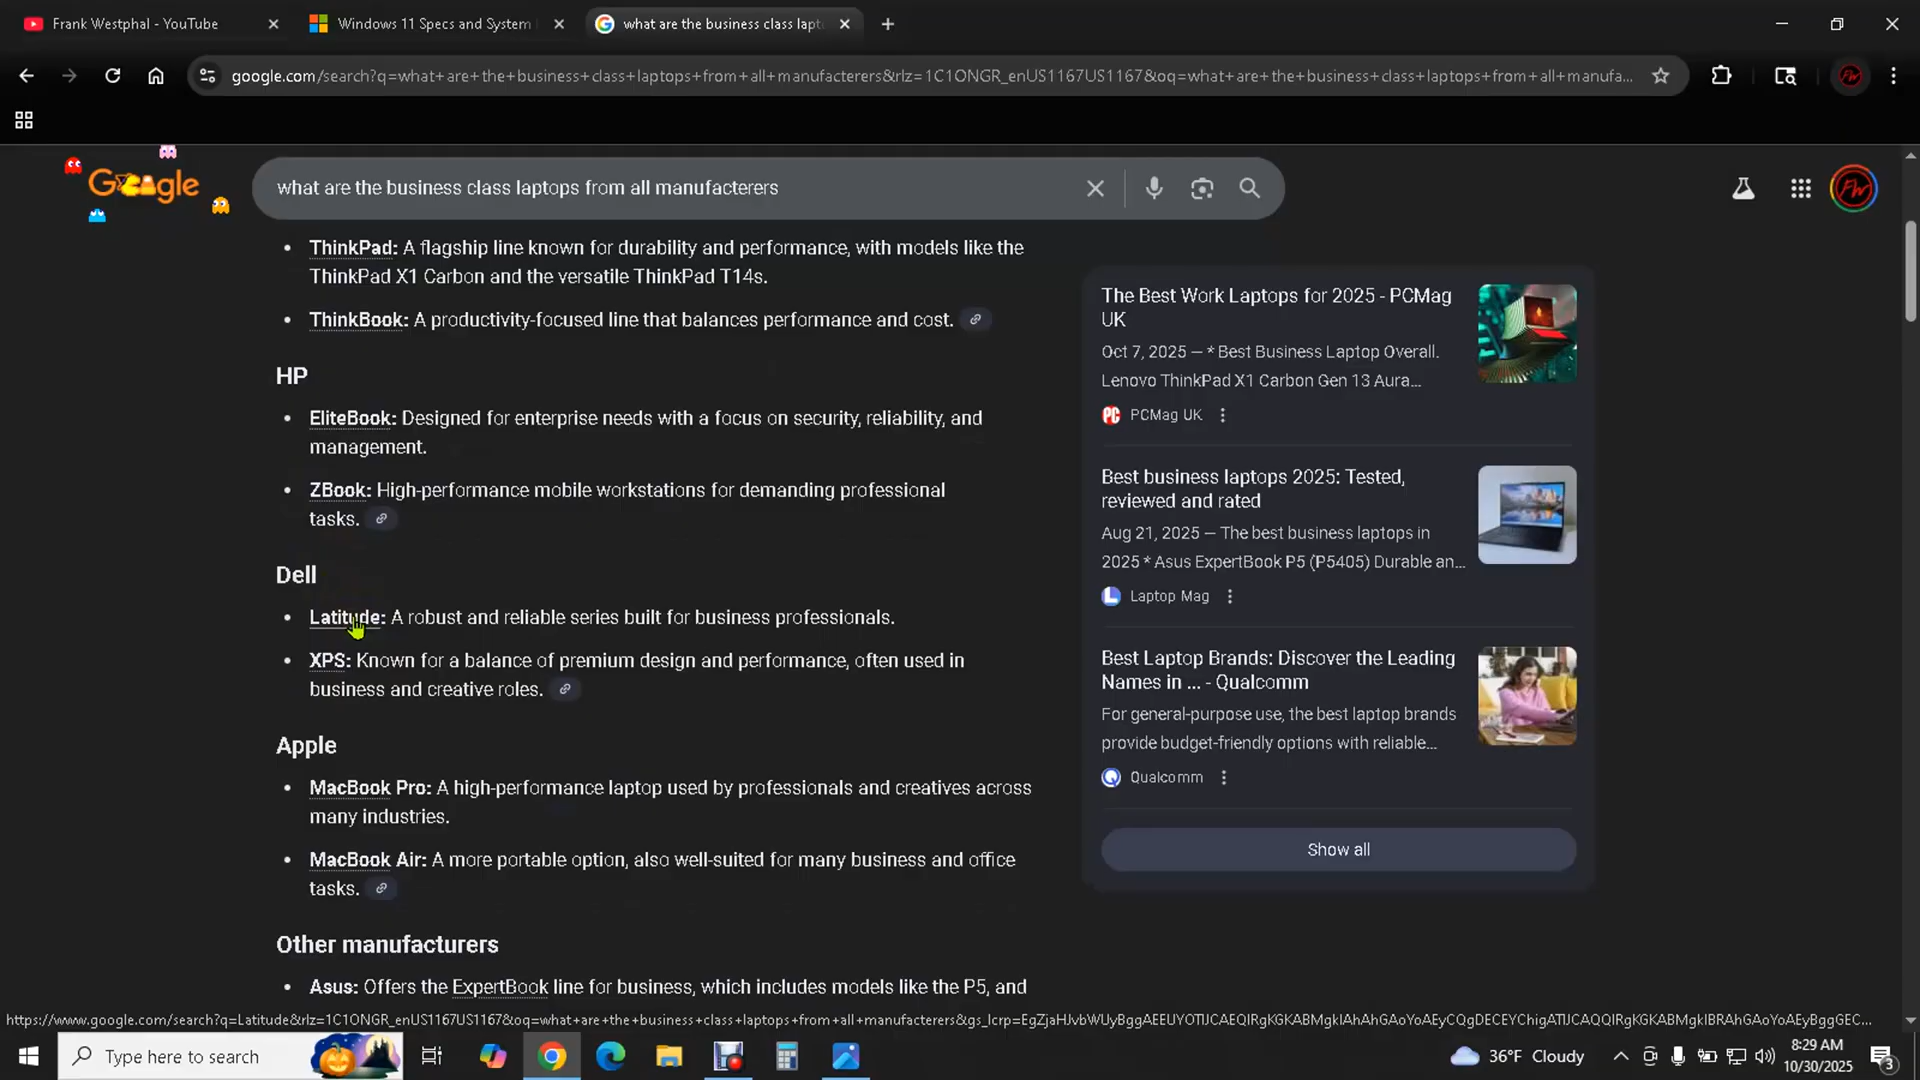 Frank Westphal - YouTube
Windows 11 Specs and System
what are the business class lapt
google.com/search?q=what+are+the+business+class+laptops+from+all+manufacterers&rlz=1C1ONGR_enUS1167US1167&oq=what+are+the+business+class+laptops+from+all+manufa...
Google
what are the business class laptops from all manufacterers
ThinkPad: A flagship line known for durability and performance, with models like the
ThinkPad X1 Carbon and the versatile ThinkPad T14s.
ThinkBook: A productivity-focused line that balances performance and cost.
HP
EliteBook: Designed for enterprise needs with a focus on security, reliability, and
management.
ZBook: High-performance mobile workstations for demanding professional
tasks.
Dell
Latitude: A robust and reliable series built for business professionals.
XPS: Known for a balance of premium design and performance, often used in
business and creative roles.
Apple
MacBook Pro: A high-performance laptop used by professionals and creatives across
many industries.
MacBook Air: A more portable option, also well-suited for many business and office
tasks.
Other manufacturers
Asus: Offers the ExpertBook line for business, which includes models like the P5, and
The Best Work Laptops for 2025 - PCMag
UK
Oct 7, 2025 — * Best Business Laptop Overall.
Lenovo ThinkPad X1 Carbon Gen 13 Aura...
PC PCMag UK
Best business laptops 2025: Tested,
reviewed and rated
Aug 21, 2025 — The best business laptops in
2025 * Asus ExpertBook P5 (P5405) Durable an...
Laptop Mag
Best Laptop Brands: Discover the Leading
Names in ... - Qualcomm
For general-purpose use, the best laptop brands
provide budget-friendly options with reliable...
Qualcomm
Show all
Type here to search
36°F Cloudy
8:29 AM
10/30/2025
3